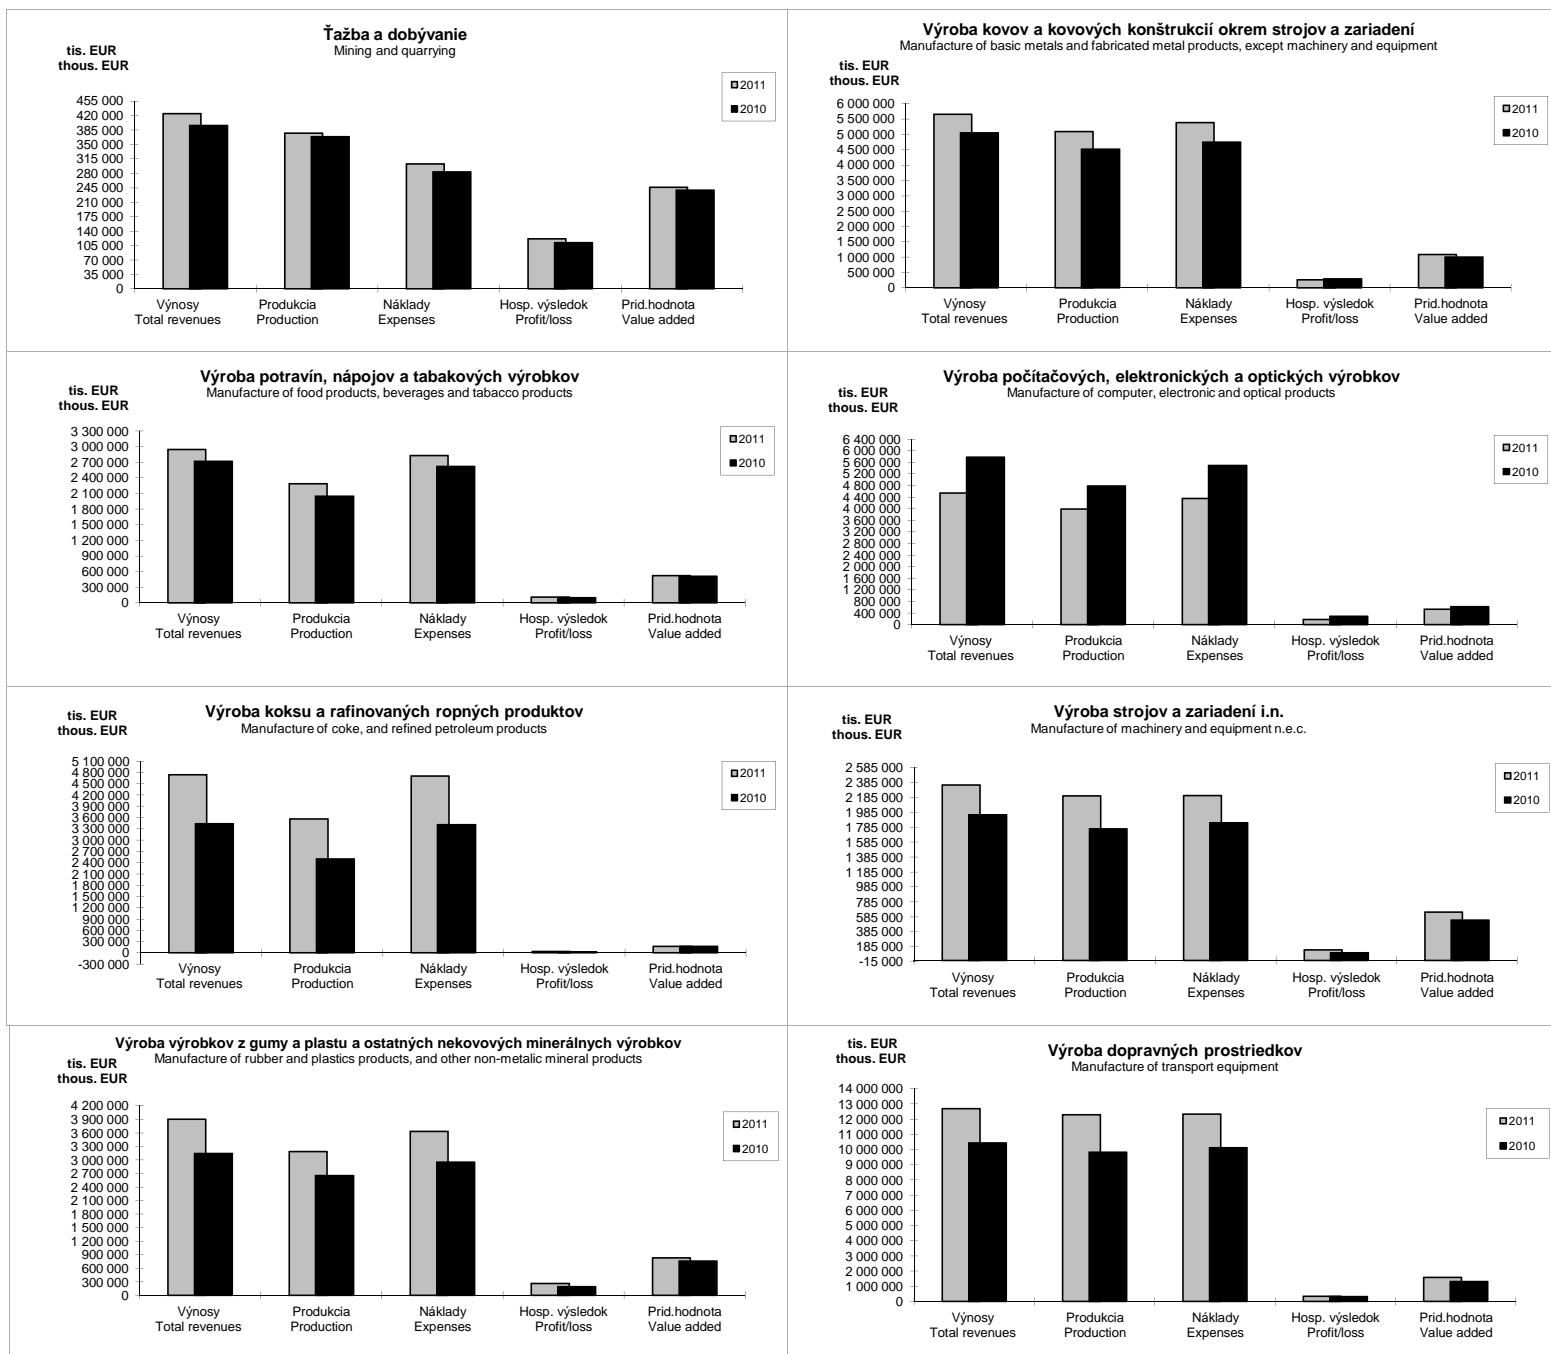 Ťažba a dobývanie
Mining and quarrying
tis. EUR
thous. EUR
2011
2010
455 000
420 000
385 000
350 000
315 000
280 000
245 000
210 000
175 000
140 000
105 000
70 000
35 000
0
Výnosy Produkcia Náklady Hosp. výsledok Prid.hodnota
Total revenues Production Expenses Profit/loss Value added
Výroba kovov a kovových konštrukcií okrem strojov a zariadení
Manufacture of basic metals and fabricated metal products, except machinery and equipment
tis. EUR
thous. EUR
2011
2010
6 000 000
5 500 000
5 000 000
4 500 000
4 000 000
3 500 000
3 000 000
2 500 000
2 000 000
1 500 000
1 000 000
500 000
0
Výnosy Produkcia Náklady Hosp. výsledok Prid.hodnota
Total revenues Production Expenses Profit/loss Value added
Výroba potravín, nápojov a tabakových výrobkov
Manufacture of food products, beverages and tabacco products
tis. EUR
thous. EUR
2011
2010
3 300 000
3 000 000
2 700 000
2 400 000
2 100 000
1 800 000
1 500 000
1 200 000
900 000
600 000
300 000
0
Výnosy Produkcia Náklady Hosp. výsledok Prid.hodnota
Total revenues Production Expenses Profit/loss Value added
Výroba počítačových, elektronických a optických výrobkov
Manufacture of computer, electronic and optical products
tis. EUR
thous. EUR
2011
2010
6 400 000
6 000 000
5 600 000
5 200 000
4 800 000
4 400 000
4 000 000
3 600 000
3 200 000
2 800 000
2 400 000
2 000 000
1 600 000
1 200 000
800 000
400 000
0
Výnosy Produkcia Náklady Hosp. výsledok Prid.hodnota
Total revenues Production Expenses Profit/loss Value added
Výroba koksu a rafinovaných ropných produktov
Manufacture of coke, and refined petroleum products
tis. EUR
thous. EUR
2011
2010
5 100 000
4 800 000
4 500 000
4 200 000
3 900 000
3 600 000
3 300 000
3 000 000
2 700 000
2 400 000
2 100 000
1 800 000
1 500 000
1 200 000
900 000
600 000
300 000
0
-300 000
Výnosy Produkcia Náklady Hosp. výsledok Prid.hodnota
Total revenues Production Expenses Profit/loss Value added
Výroba strojov a zariadení i.n.
Manufacture of machinery and equipment n.e.c.
tis. EUR
thous. EUR
2011
2010
2 585 000
2 385 000
2 185 000
1 985 000
1 785 000
1 585 000
1 385 000
1 185 000
985 000
785 000
585 000
385 000
185 000
-15 000
Výnosy Produkcia Náklady Hosp. výsledok Prid.hodnota
Total revenues Production Expenses Profit/loss Value added
Výroba výrobkov z gumy a plastu a ostatných nekovových minerálnych výrobkov
Manufacture of rubber and plastics products, and other non-metalic mineral products
tis. EUR
thous. EUR
2011
2010
4 200 000
3 900 000
3 600 000
3 300 000
3 000 000
2 700 000
2 400 000
2 100 000
1 800 000
1 500 000
1 200 000
900 000
600 000
300 000
0
Výnosy Produkcia Náklady Hosp. výsledok Prid.hodnota
Total revenues Production Expenses Profit/loss Value added
Výroba dopravných prostriedkov
Manufacture of transport equipment
tis. EUR
thous. EUR
2011
2010
14 000 000
13 000 000
12 000 000
11 000 000
10 000 000
9 000 000
8 000 000
7 000 000
6 000 000
5 000 000
4 000 000
3 000 000
2 000 000
1 000 000
0
Výnosy Produkcia Náklady Hosp. výsledok Prid.hodnota
Total revenues Production Expenses Profit/loss Value added